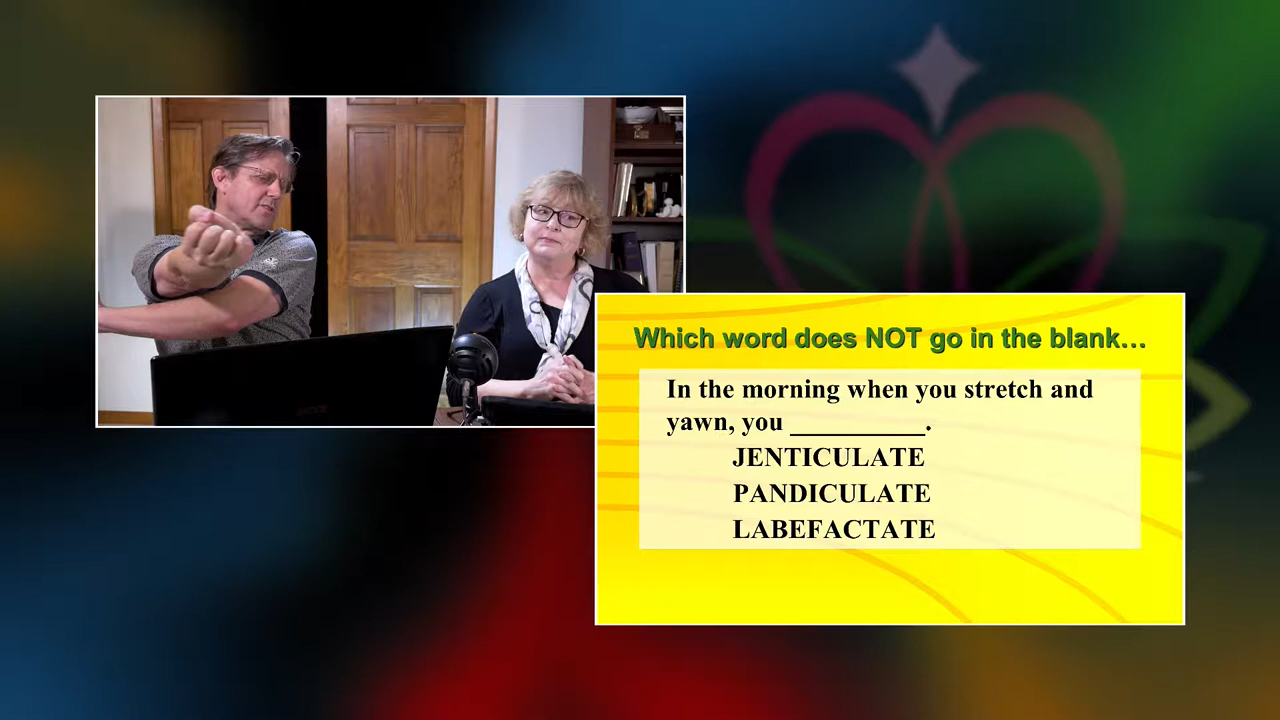 Which word does NOT go in the blank…
In the morning when you stretch and
yawn, you __________.
JENTICULATE
PANDICULATE
LABEFACTATE